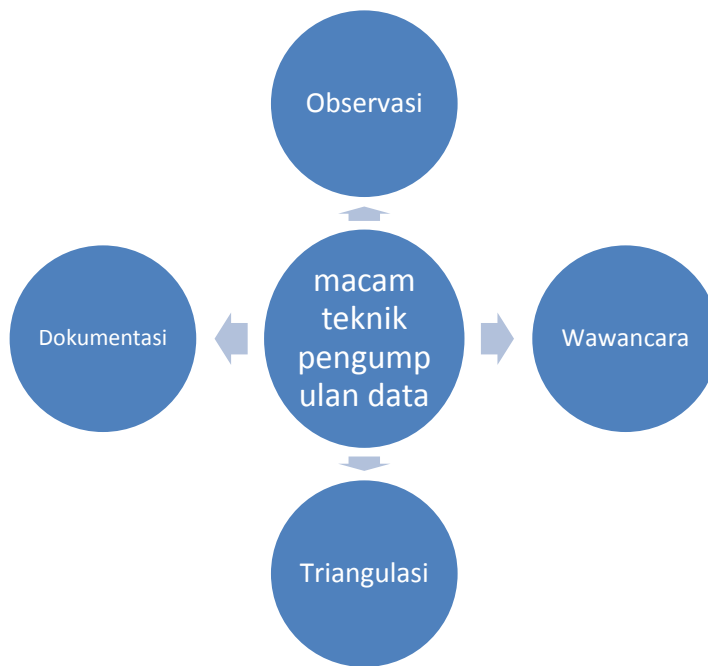 Observasi
macam
teknik
pengump
ulan data
Dokumentasi
Wawancara
Triangulasi